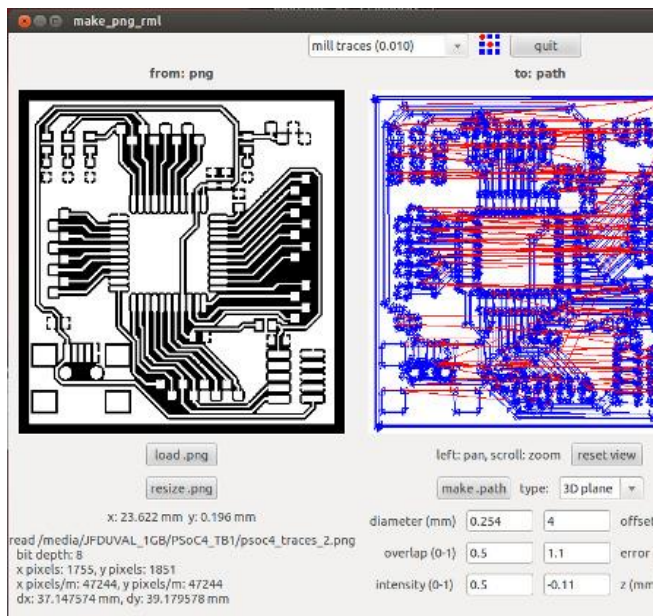 make_png_rml
mill traces (0.010)
quit
from: png
to: path
load .png
left: pan, scroll: zoom
reset view
resize .png
make .path
type:
3D plane
x: 23.622 mm y: 0.196 mm
diameter (mm)
0.254
4
offset
read /media/JFDUVAL_1GB/PSoC4_TB1/psoc4_traces_2.png
bit depth: 8
overlap (0-1)
0.5
1.1
error
x pixels: 1755, y pixels: 1851
x pixels/m: 47244, y pixels/m: 47244
intensity (0-1)
0.5
-0.11
z (mm
dx: 37.147574 mm, dy: 39.179578 mm